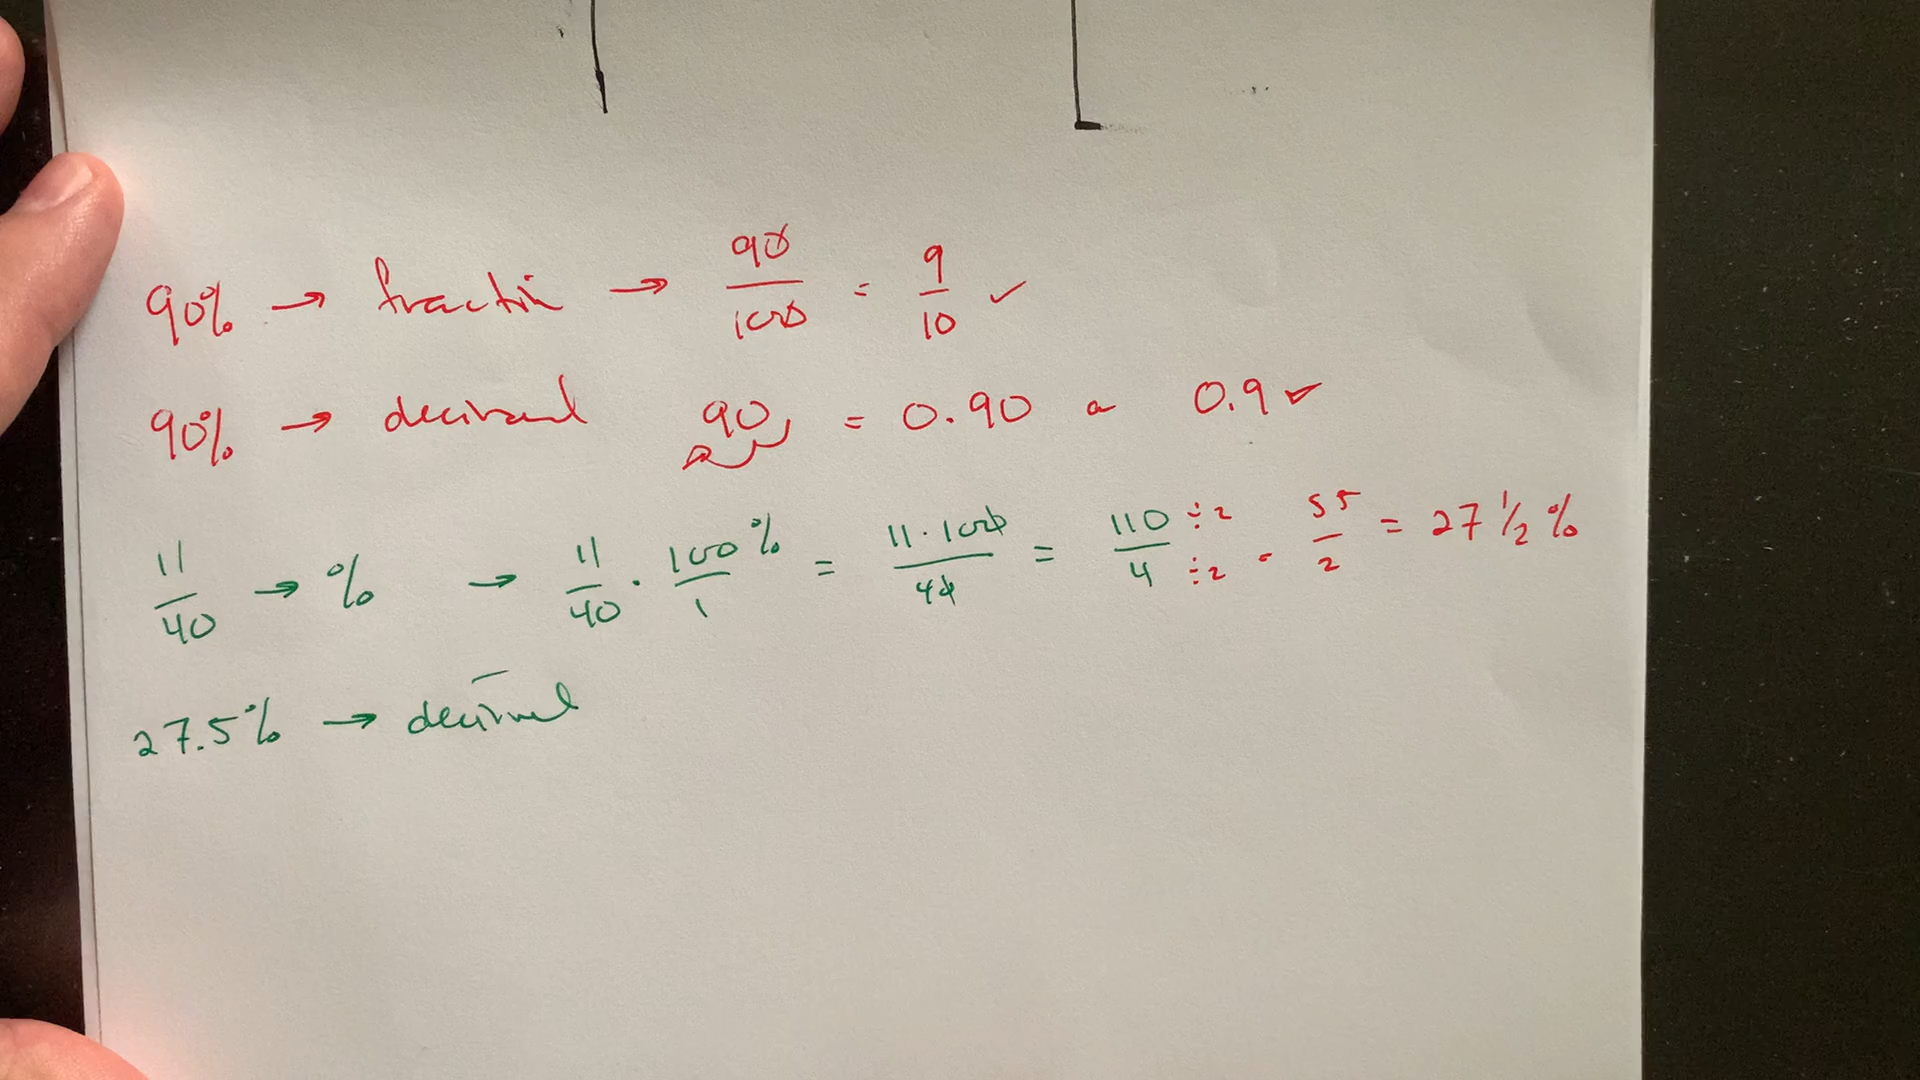 90% → fraction → 90/100 = 9/10 ✓
90% → decimal 90 = 0.90 or 0.9 ✓
11/40 → % → 11/40 · 100%/1 = 11·100/40 = 110÷2/4÷2 = 55/2 = 27 1/2 %
27.5% → decimal